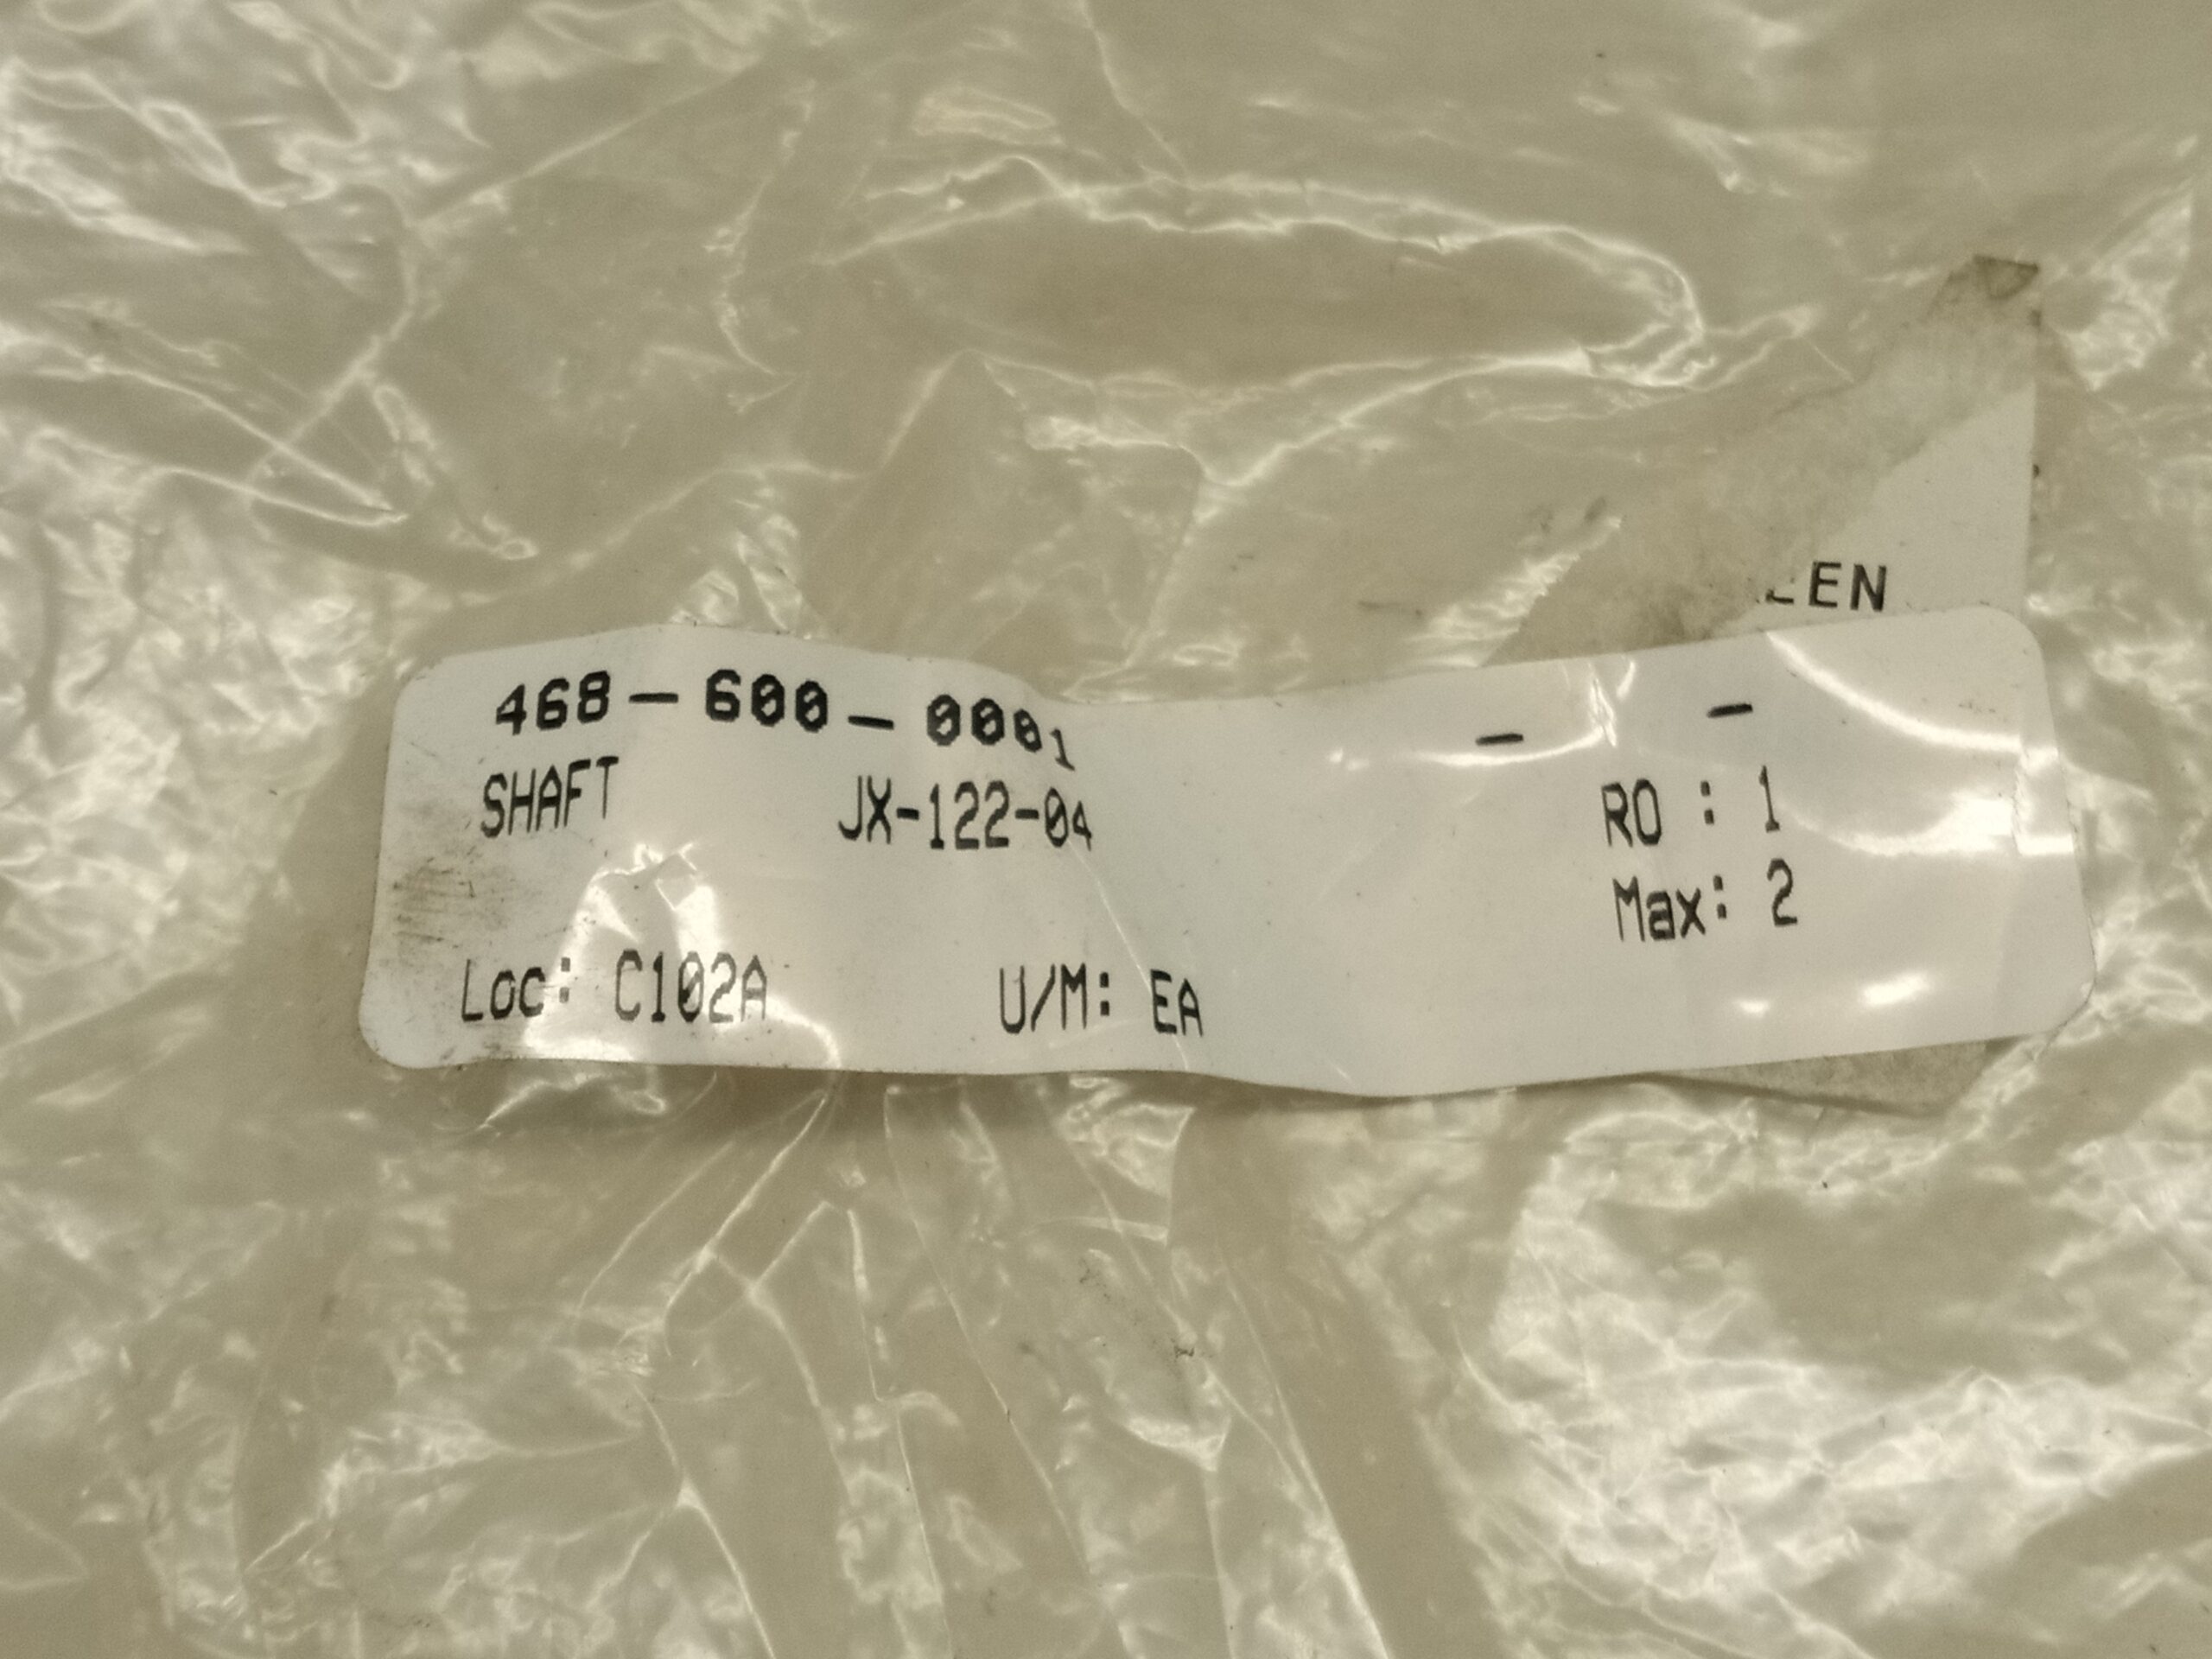 468-600-0001 - -
SHAFT JX-122-04 RO : 1
Max: 2
Loc: C102A U/M: EA